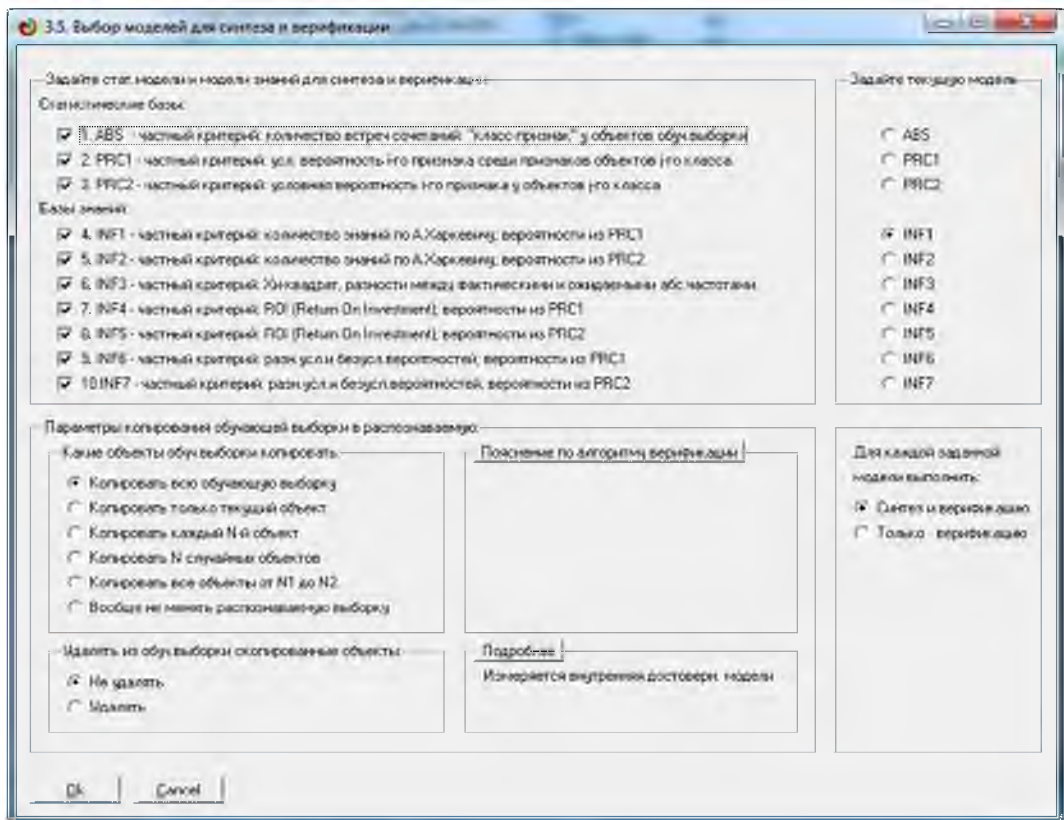 3.5. Выбор моделей для синтеза и верификации
Задайте стат. модели и модели знаний для синтеза и верификации
Статистические базы:
1. ABS - частный критерий: количество встреч сочетаний: "класс-признак" у объектов обуч.выборки
2. PRC1 - частный критерий: усл. вероятность i-го признака среди признаков объектов j-го класса
3. PRC2 - частный критерий: условная вероятность i-го признака у объектов j-го класса
Базы знаний:
4. INF1 - частный критерий: количество знаний по А.Харкевичу; вероятности из PRC1
5. INF2 - частный критерий: количество знаний по А.Харкевичу; вероятности из PRC2
6. INF3 - частный критерий: Хи-квадрат, разности между фактическими и ожидаемыми абс.частотами
7. INF4 - частный критерий: ROI (Return On Investment); вероятности из PRC1
8. INF5 - частный критерий: ROI (Return On Investment); вероятности из PRC2
9. INF6 - частный критерий: разн.усл.и безусл.вероятностей; вероятности из PRC1
10.INF7 - частный критерий: разн.усл.и безусл.вероятностей; вероятности из PRC2
Задайте текущую модель
ABS
PRC1
PRC2
INF1
INF2
INF3
INF4
INF5
INF6
INF7
Параметры копирования обучающей выборки в распознаваемую:
Какие объекты обуч.выборки копировать:
Копировать всю обучающую выборку
Копировать только текущий объект
Копировать каждый N-й объект
Копировать N случайных объектов
Копировать все объекты от N1 до N2
Вообще не менять распознаваемую выборку
Пояснение по алгоритму верификации
Удалять из обуч.выборки скопированные объекты:
Не удалять
Удалять
Подробнее
Измеряется внутренняя достоверн. модели
Для каждой заданной
модели выполнить:
Синтез и верификацию
Только верификацию
Ok
Cancel